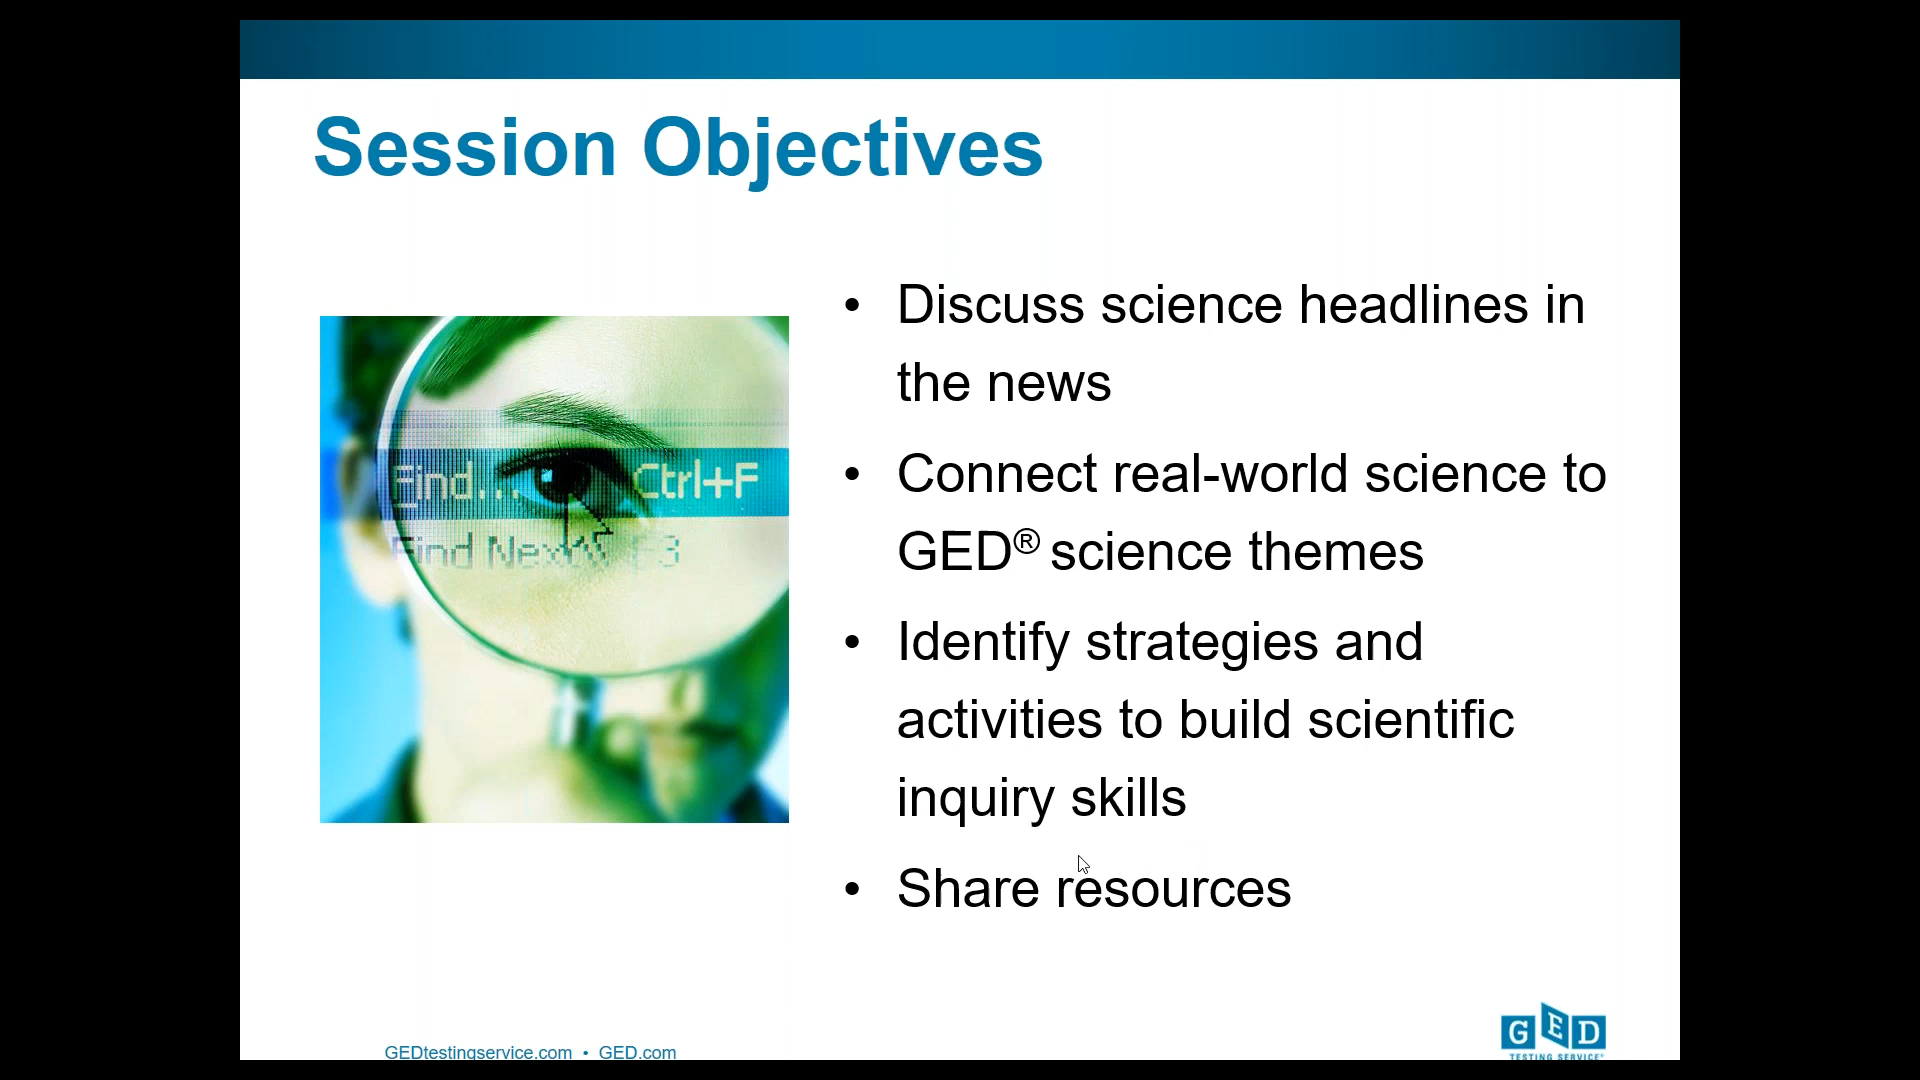 Session Objectives
• Discuss science headlines in
the news
• Connect real-world science to
GED® science themes
• Identify strategies and
activities to build scientific
inquiry skills
• Share resources
Find... Ctrl+F
Find Next F3
GEDtestingservice.com • GED.com
GED
TESTING SERVICE®